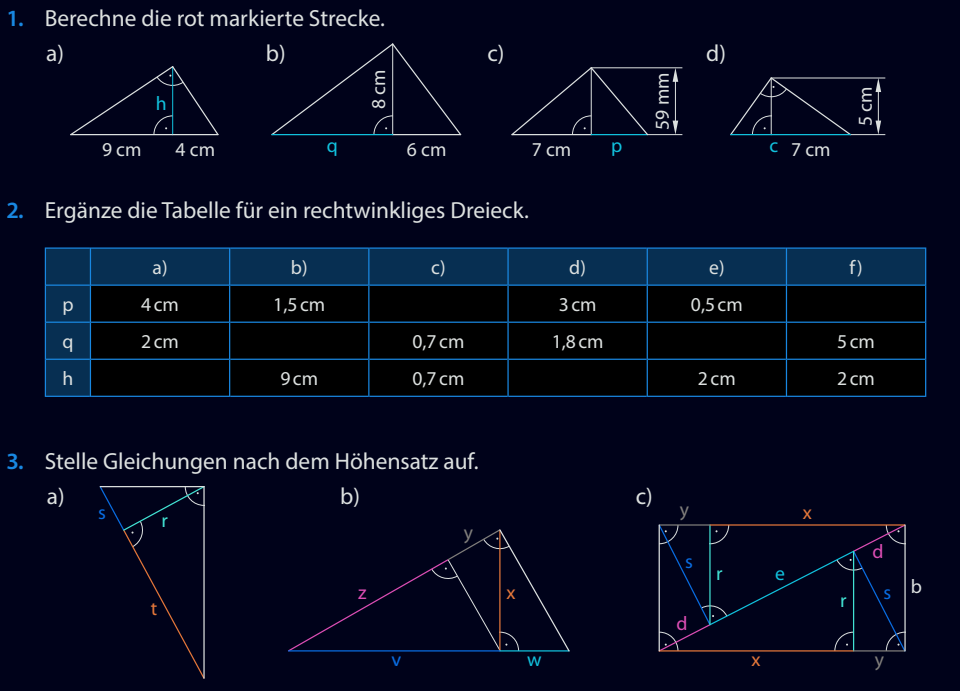 1. Berechne die rot markierte Strecke.
a) b) c) d)
h 8 cm 59 mm 5 cm
9 cm 4 cm q 6 cm 7 cm p c 7 cm
2. Ergänze die Tabelle für ein rechtwinkliges Dreieck.
a) b) c) d) e) f)
p 4 cm 1,5 cm 3 cm 0,5 cm
q 2 cm 0,7 cm 1,8 cm 5 cm
h 9 cm 0,7 cm 2 cm 2 cm
3. Stelle Gleichungen nach dem Höhensatz auf.
a) b) c)
s r t
y z x v w
y x s r e d b d r s x y